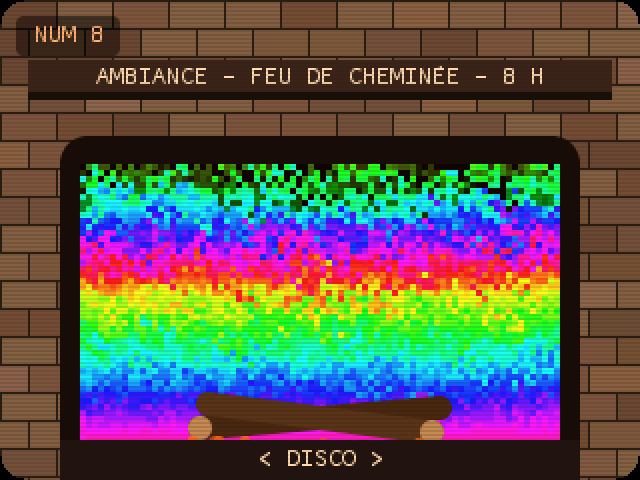 NUM 8
AMBIANCE - FEU DE CHEMINÉE - 8 H
< DISCO >